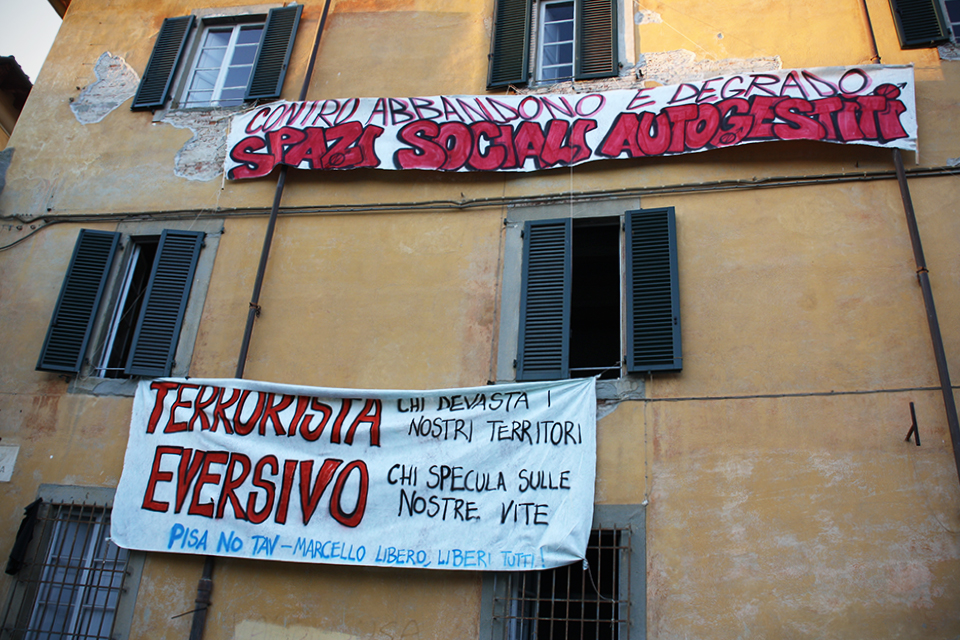 CONTRO ABBANDONO E DEGRADO
SPAZI SOCIALI AUTOGESTITI
TERRORISTA CHI DEVASTA I
NOSTRI TERRITORI
EVERSIVO CHI SPECULA SULLE
NOSTRE VITE
PISA NO TAV – MARCELLO LIBERO, LIBERI TUTTI!